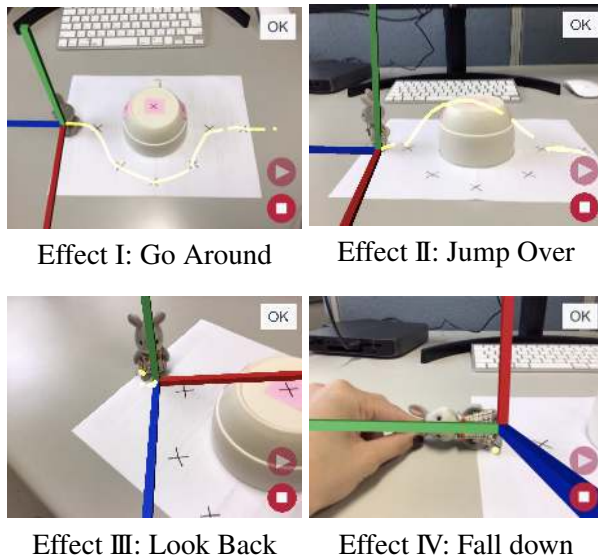 OK
OK
Effect I: Go Around
Effect Ⅱ: Jump Over
OK
OK
Effect Ⅲ: Look Back
Effect Ⅳ: Fall down